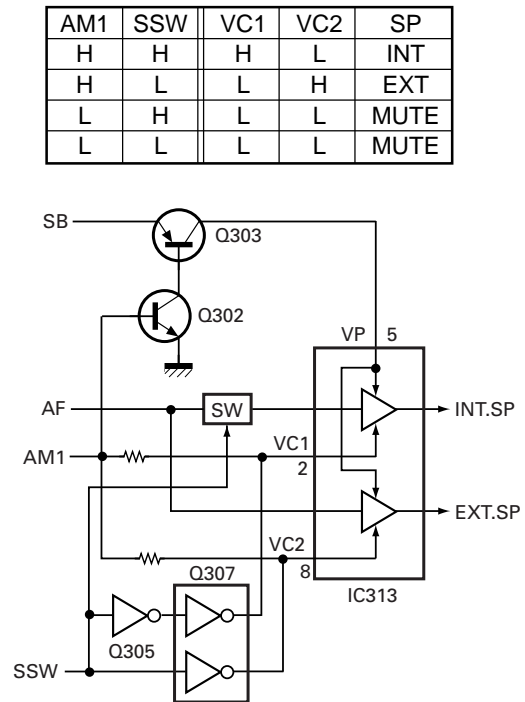 AM1 SSW VC1 VC2 SP
H H H L INT
H L L H EXT
L H L L MUTE
L L L L MUTE
SB
Q303
Q302
VP 5
AF
SW
INT.SP
AM1
VC1
2
EXT.SP
VC2
8
Q307
IC313
Q305
SSW